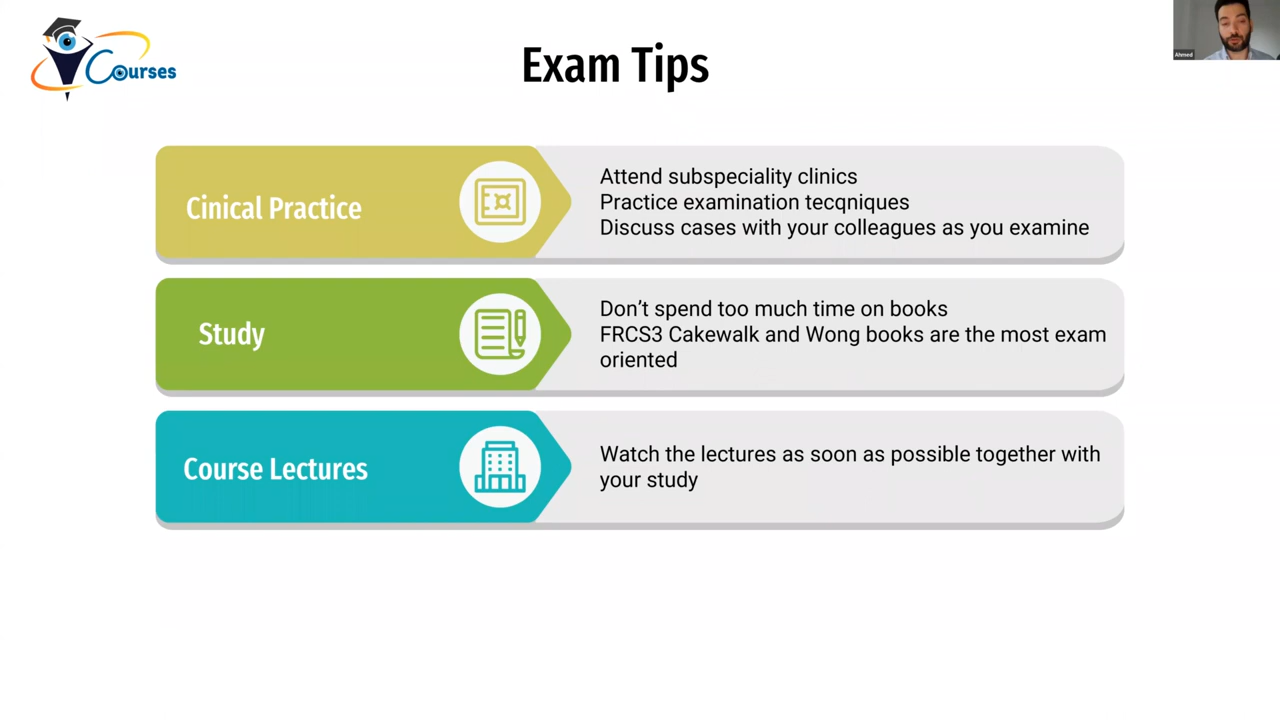 Courses
Exam Tips
Ahmed
Cinical Practice
Attend subspeciality clinics
Practice examination tecqniques
Discuss cases with your colleagues as you examine
Study
Don’t spend too much time on books
FRCS3 Cakewalk and Wong books are the most exam
oriented
Course Lectures
Watch the lectures as soon as possible together with
your study